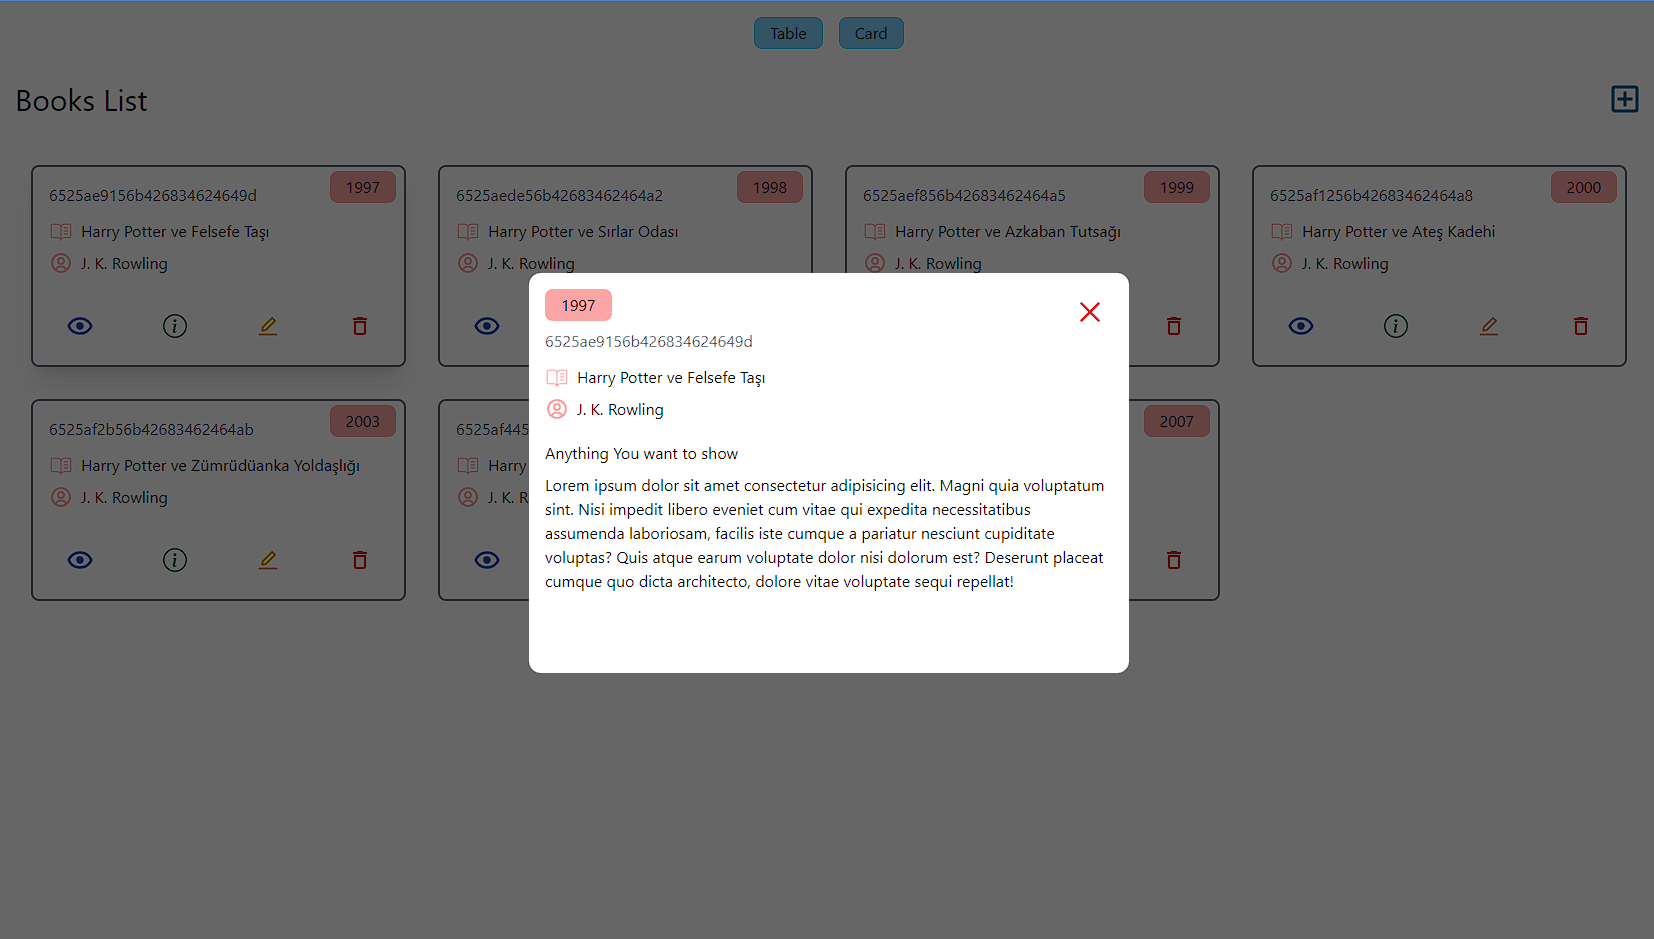 Table
Card
Books List
6525ae9156b426834624649d
1997
Harry Potter ve Felsefe Taşı
J. K. Rowling
6525aede56b42683462464a2
1998
Harry Potter ve Sırlar Odası
J. K. Rowling
6525aef856b42683462464a5
1999
Harry Potter ve Azkaban Tutsağı
J. K. Rowling
6525af1256b42683462464a8
2000
Harry Potter ve Ateş Kadehi
J. K. Rowling
6525af2b56b42683462464ab
2003
Harry Potter ve Zümrüdüanka Yoldaşlığı
J. K. Rowling
6525af445
Harry
J. K. R
2007
1997
6525ae9156b426834624649d
Harry Potter ve Felsefe Taşı
J. K. Rowling
Anything You want to show
Lorem ipsum dolor sit amet consectetur adipisicing elit. Magni quia voluptatum
sint. Nisi impedit libero eveniet cum vitae qui expedita necessitatibus
assumenda laboriosam, facilis iste cumque a pariatur nesciunt cupiditate
voluptas? Quis atque earum voluptate dolor nisi dolorum est? Deserunt placeat
cumque quo dicta architecto, dolore vitae voluptate sequi repellat!